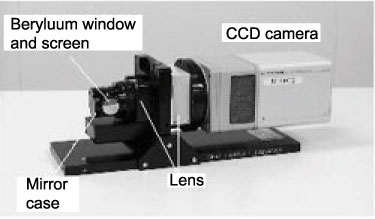 Beryluum window
and screen
CCD camera
Lens
Mirror
case